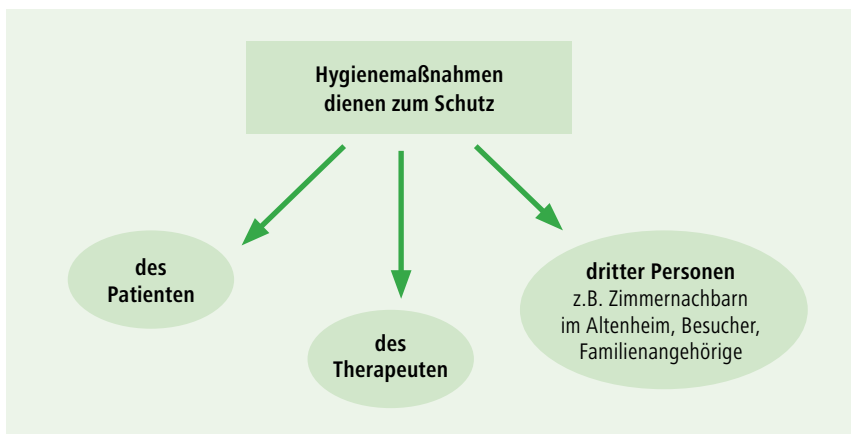 Hygienemaßnahmen
dienen zum Schutz
des
Patienten
des
Therapeuten
dritter Personen
z.B. Zimmernachbarn
im Altenheim, Besucher,
Familienangehörige